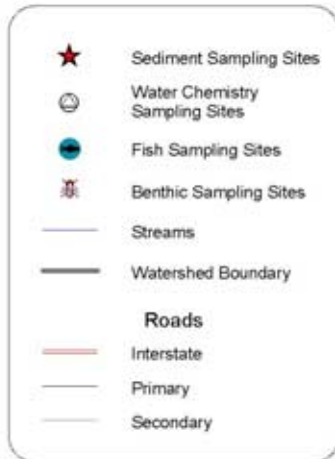 Sediment Sampling Sites
Water Chemistry
Sampling Sites
Fish Sampling Sites
Benthic Sampling Sites
Streams
Watershed Boundary
Roads
Interstate
Primary
Secondary